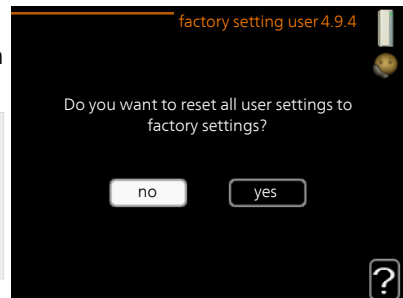 factory setting user 4.9.4
Do you want to reset all user settings to
factory settings?
no
yes
?